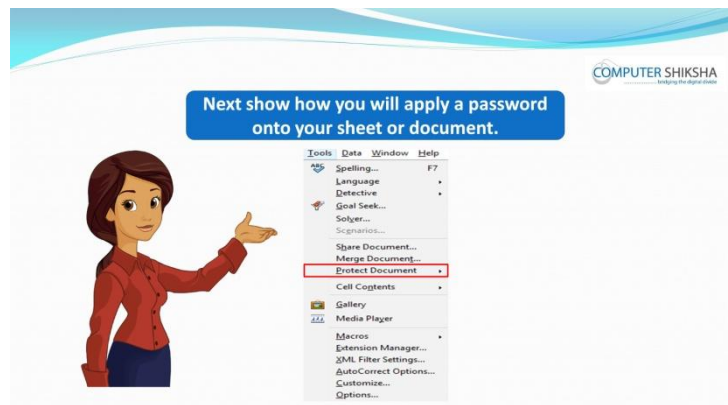 COMPUTER SHIKSHA
bridging the digital divide
Next show how you will apply a password
onto your sheet or document.
Tools Data Window Help
ABC Spelling... F7
Language
Detective
Goal Seek...
Solver...
Scenarios...
Share Document...
Merge Document...
Protect Document
Cell Contents
Gallery
Media Player
Macros
Extension Manager...
XML Filter Settings...
AutoCorrect Options...
Customize...
Options...